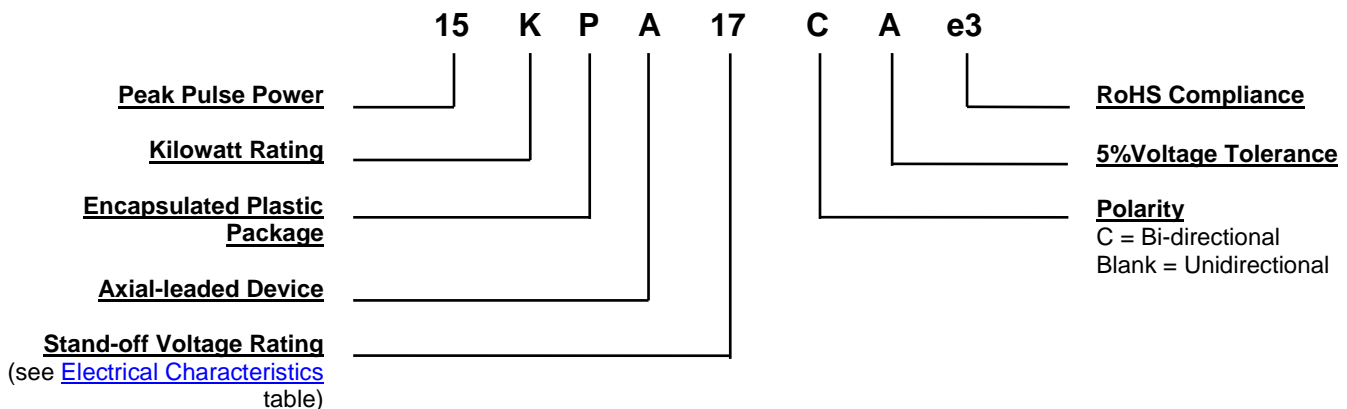 15 K P A 17 C A e3
Peak Pulse Power
Kilowatt Rating
Encapsulated Plastic
Package
Axial-leaded Device
Stand-off Voltage Rating
(see Electrical Characteristics
table)
RoHS Compliance
5%Voltage Tolerance
Polarity
C = Bi-directional
Blank = Unidirectional